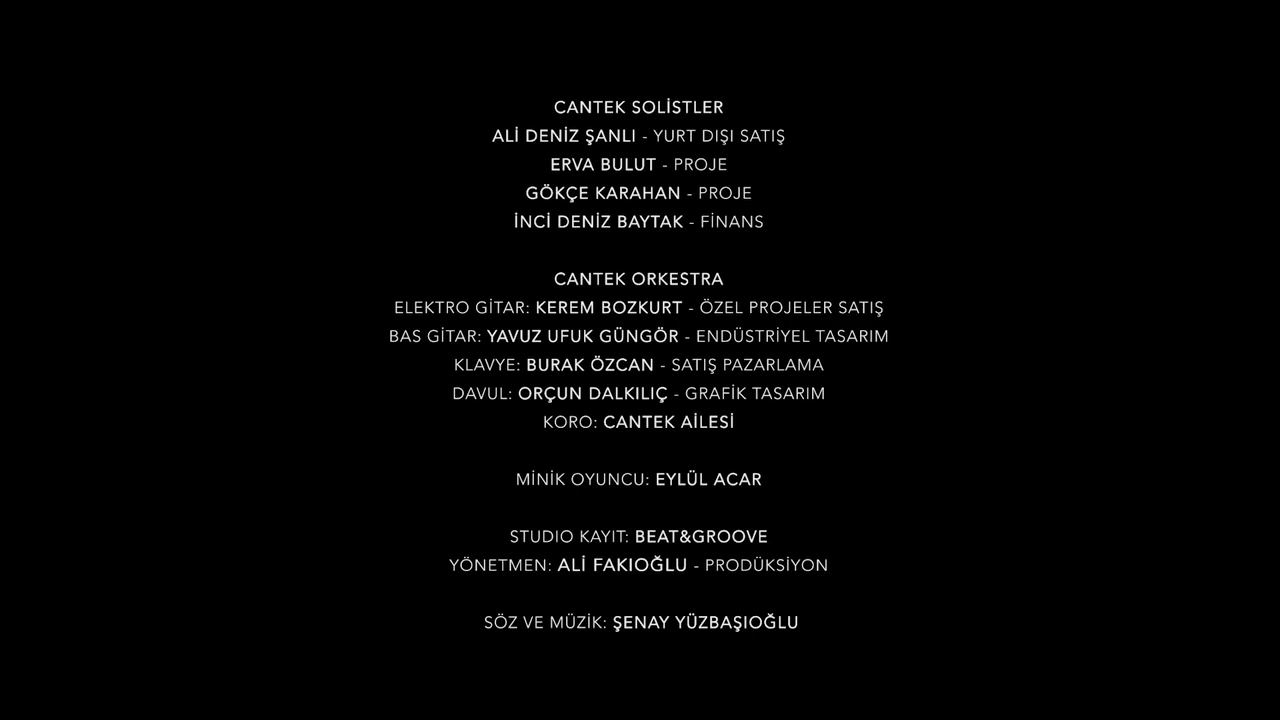 CANTEK SOLİSTLER
ALİ DENİZ ŞANLI - YURT DIŞI SATIŞ
ERVA BULUT - PROJE
GÖKÇE KARAHAN - PROJE
İNCİ DENİZ BAYTAK - FİNANS
CANTEK ORKESTRA
ELEKTRO GİTAR: KEREM BOZKURT - ÖZEL PROJELER SATIŞ
BAS GİTAR: YAVUZ UFUK GÜNGÖR - ENDÜSTRİYEL TASARIM
KLAVYE: BURAK ÖZCAN - SATIŞ PAZARLAMA
DAVUL: ORÇUN DALKILIÇ - GRAFİK TASARIM
KORO: CANTEK AİLESİ
MİNİK OYUNCU: EYLÜL ACAR
STUDIO KAYIT: BEAT&GROOVE
YÖNETMEN: ALİ FAKIOĞLU - PRODÜKSİYON
SÖZ VE MÜZİK: ŞENAY YÜZBAŞIOĞLU